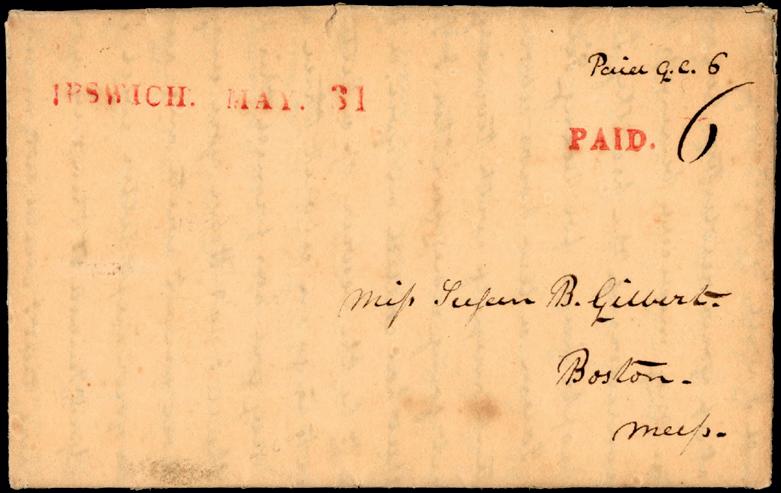 Paid g.c. 6
IPSWICH. MAY. 31
PAID. 6
Miss Susan B. Gilbert.
Boston.
Mass.